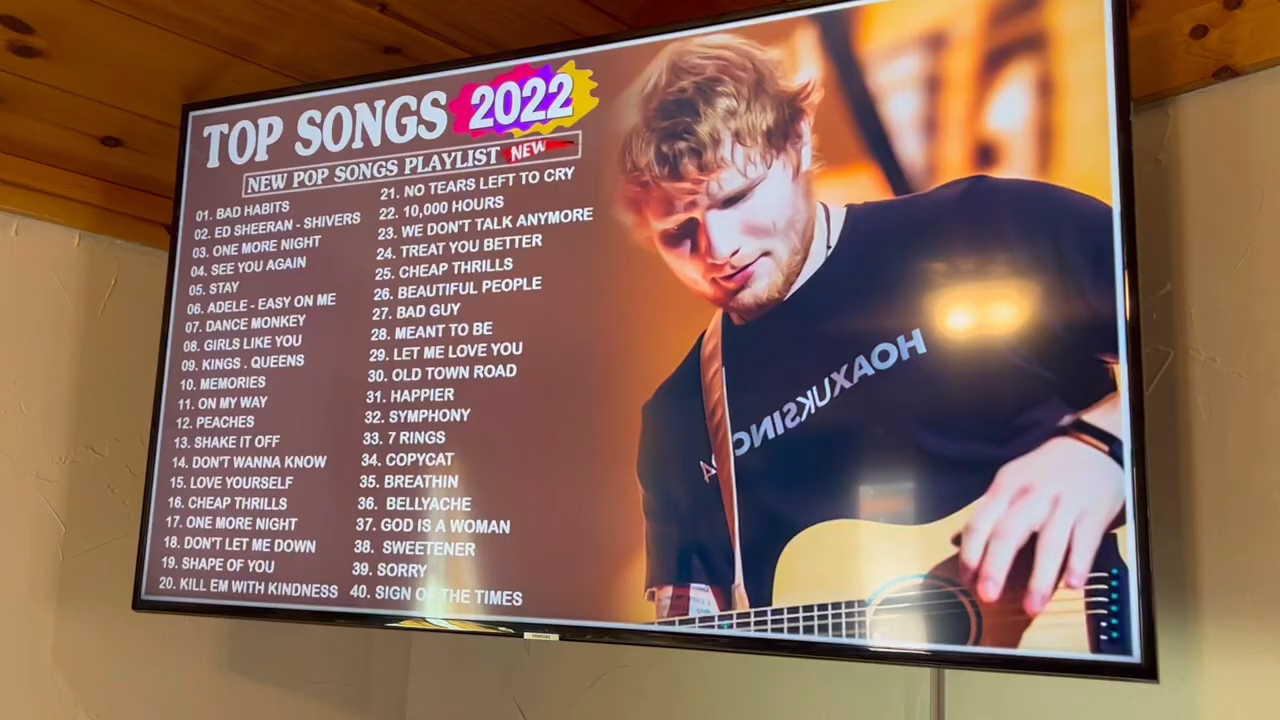 TOP SONGS 2022
NEW POP SONGS PLAYLIST NEW
01. BAD HABITS
02. ED SHEERAN - SHIVERS
03. ONE MORE NIGHT
04. SEE YOU AGAIN
05. STAY
06. ADELE - EASY ON ME
07. DANCE MONKEY
08. GIRLS LIKE YOU
09. KINGS . QUEENS
10. MEMORIES
11. ON MY WAY
12. PEACHES
13. SHAKE IT OFF
14. DON'T WANNA KNOW
15. LOVE YOURSELF
16. CHEAP THRILLS
17. ONE MORE NIGHT
18. DON'T LET ME DOWN
19. SHAPE OF YOU
20. KILL EM WITH KINDNESS
21. NO TEARS LEFT TO CRY
22. 10,000 HOURS
23. WE DON'T TALK ANYMORE
24. TREAT YOU BETTER
25. CHEAP THRILLS
26. BEAUTIFUL PEOPLE
27. BAD GUY
28. MEANT TO BE
29. LET ME LOVE YOU
30. OLD TOWN ROAD
31. HAPPIER
32. SYMPHONY
33. 7 RINGS
34. COPYCAT
35. BREATHIN
36. BELLYACHE
37. GOD IS A WOMAN
38. SWEETENER
39. SORRY
40. SIGN OF THE TIMES
SAMSUNG